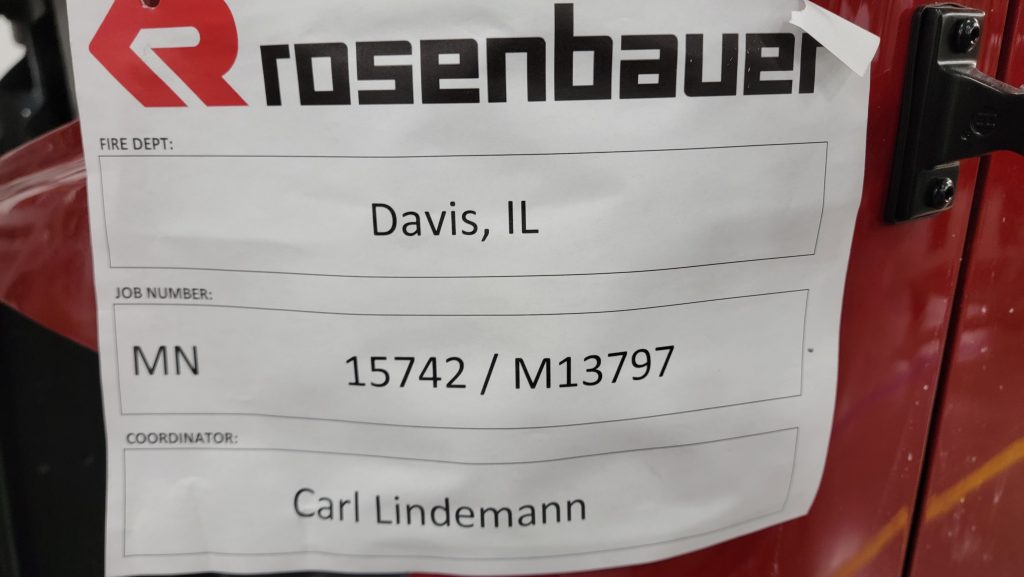 rosenbauer
FIRE DEPT:
Davis, IL
JOB NUMBER:
MN 15742 / M13797
COORDINATOR:
Carl Lindemann